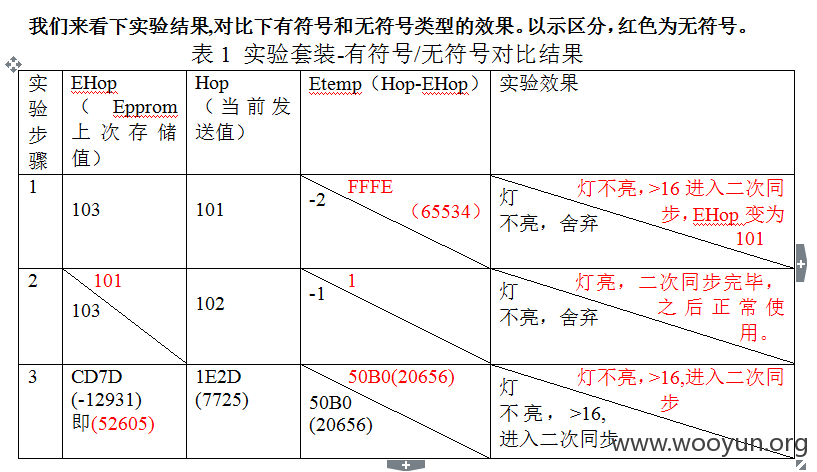 我们来看下实验结果,对比下有符号和无符号类型的效果。以示区分，红色为无符号。
表 1 实验套装-有符号/无符号对比结果
实验步骤
EHop
（ Epprom
上次存储
值）
Hop
（当前发
送值）
Etemp（Hop-EHop）
实验效果
1
103
101
-2
FFFE
（65534）
灯
不亮，舍弃
灯不亮，>16 进入二次同
步，EHop 变为
101
2
101
103
102
1
-1
灯
不亮，舍弃
灯亮，二次同步完毕，
之后正常使
用。
3
CD7D
(-12931)
即(52605)
1E2D
(7725)
50B0(20656)
50B0
(20656)
灯
不亮，>16,
进入二次同步
灯不亮，>16,进入二次同
步
www.wooyun.org